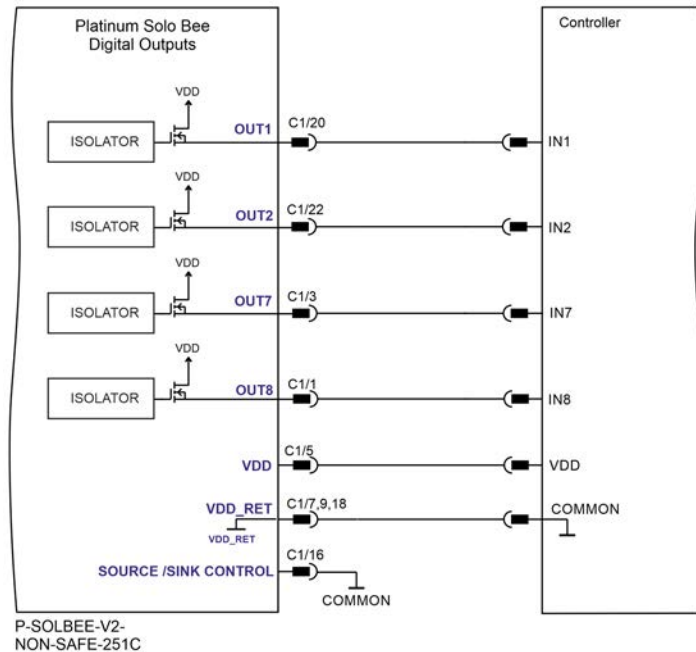 Platinum Solo Bee
Digital Outputs
Controller
VDD
ISOLATOR
OUT1
C1/20
IN1
VDD
ISOLATOR
OUT2
C1/22
IN2
VDD
ISOLATOR
OUT7
C1/3
IN7
VDD
ISOLATOR
OUT8
C1/1
IN8
VDD
C1/5
VDD
VDD_RET
C1/7,9,18
COMMON
VDD_RET
SOURCE /SINK CONTROL
C1/16
COMMON
P-SOLBEE-V2-
NON-SAFE-251C